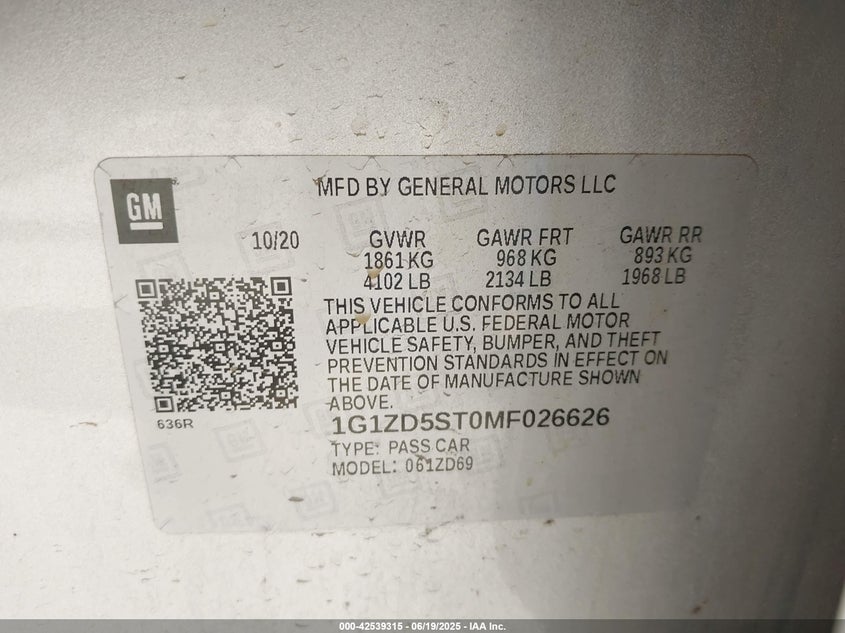 GM
MFD BY GENERAL MOTORS LLC
10/20 GVWR GAWR FRT GAWR RR
1861 KG 968 KG 893 KG
4102 LB 2134 LB 1968 LB
THIS VEHICLE CONFORMS TO ALL
APPLICABLE U.S. FEDERAL MOTOR
VEHICLE SAFETY, BUMPER, AND THEFT
PREVENTION STANDARDS IN EFFECT ON
THE DATE OF MANUFACTURE SHOWN
ABOVE.
636R
1G1ZD5ST0MF026626
TYPE: PASS CAR
MODEL: 061ZD69
000-42539315 - 06/19/2025 - IAA Inc.